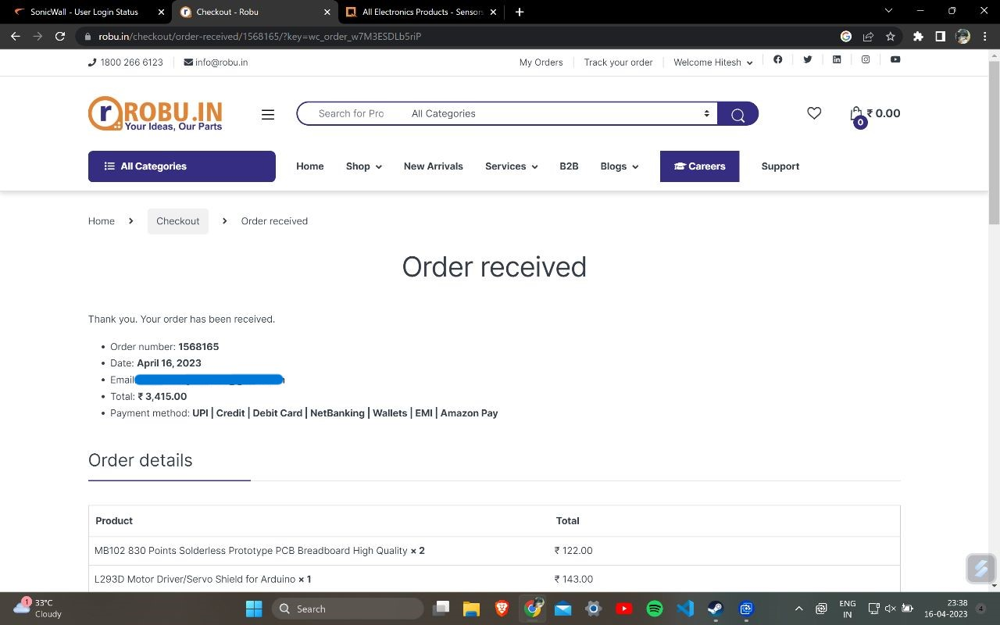 SonicWall - User Login Status
Checkout - Robu
All Electronics Products - Sensors
robu.in/checkout/order-received/1568165/?key=wc_order_w7M3ESDLb5riP
1800 266 6123
info@robu.in
My Orders
Track your order
Welcome Hitesh
r ROBU.IN
Your Ideas, Our Parts
Search for Pro
All Categories
0
₹ 0.00
All Categories
Home
Shop
New Arrivals
Services
B2B
Blogs
Careers
Support
Home
Checkout
Order received
Order received
Thank you. Your order has been received.
• Order number: 1568165
• Date: April 16, 2023
• Email
• Total: ₹ 3,415.00
• Payment method: UPI | Credit | Debit Card | NetBanking | Wallets | EMI | Amazon Pay
Order details
Product Total
MB102 830 Points Solderless Prototype PCB Breadboard High Quality × 2 ₹ 122.00
L293D Motor Driver/Servo Shield for Arduino × 1 ₹ 143.00
1
33°C
Cloudy
Search
ENG
IN
23:38
16-04-2023
4